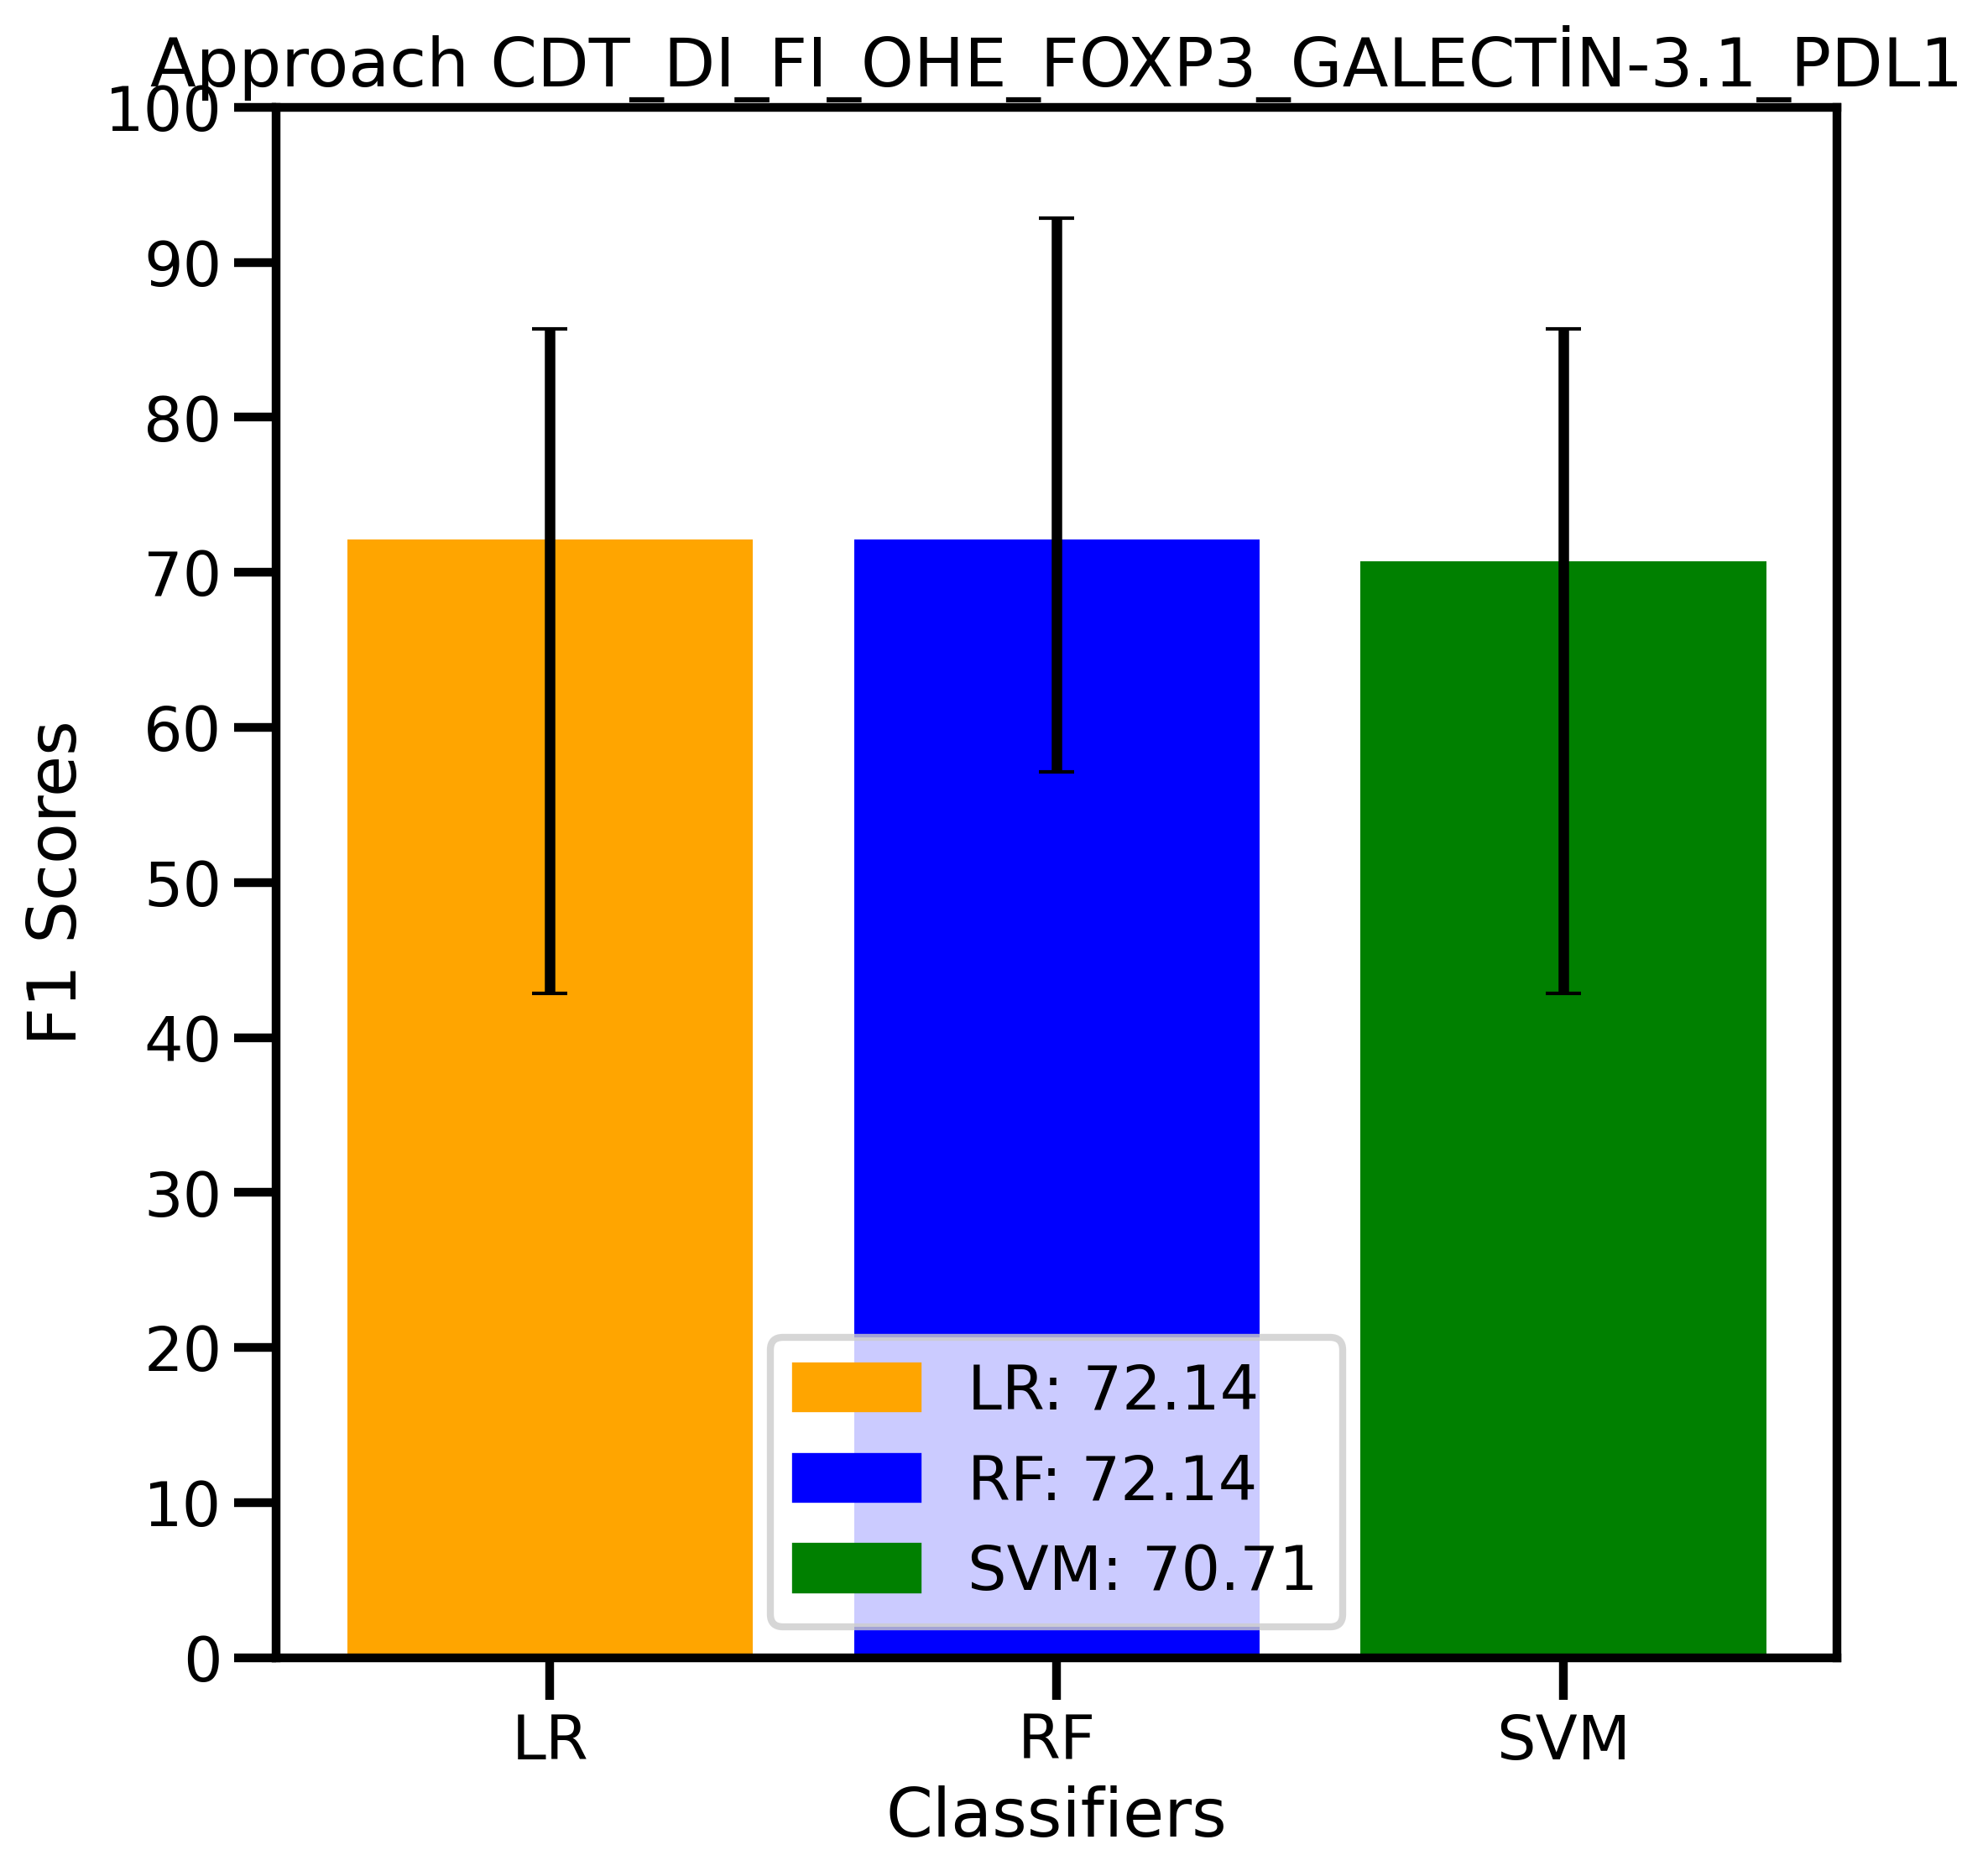 Approach CDT_DI_FI_OHE_FOXP3_GALECTİN-3.1_PDL1
100
90
80
70
60
50
40
30
20
10
0
F1 Scores
LR: 72.14
RF: 72.14
SVM: 70.71
LR
RF
SVM
Classifiers